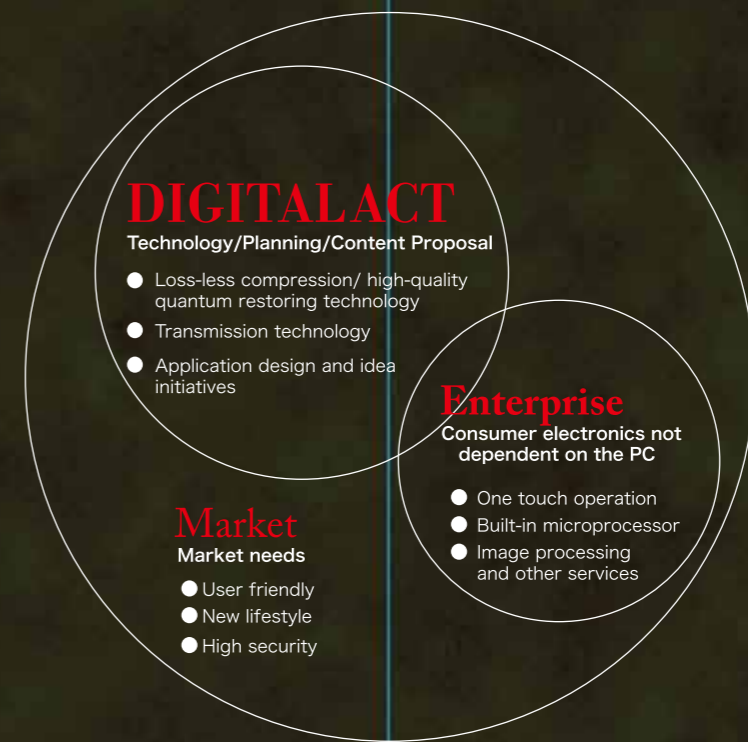 DIGITALACT
Technology/Planning/Content Proposal
● Loss-less compression/ high-quality
quantum restoring technology
● Transmission technology
● Application design and idea
initiatives
Enterprise
Consumer electronics not
dependent on the PC
● One touch operation
● Built-in microprocessor
● Image processing
and other services
Market
Market needs
● User friendly
● New lifestyle
● High security